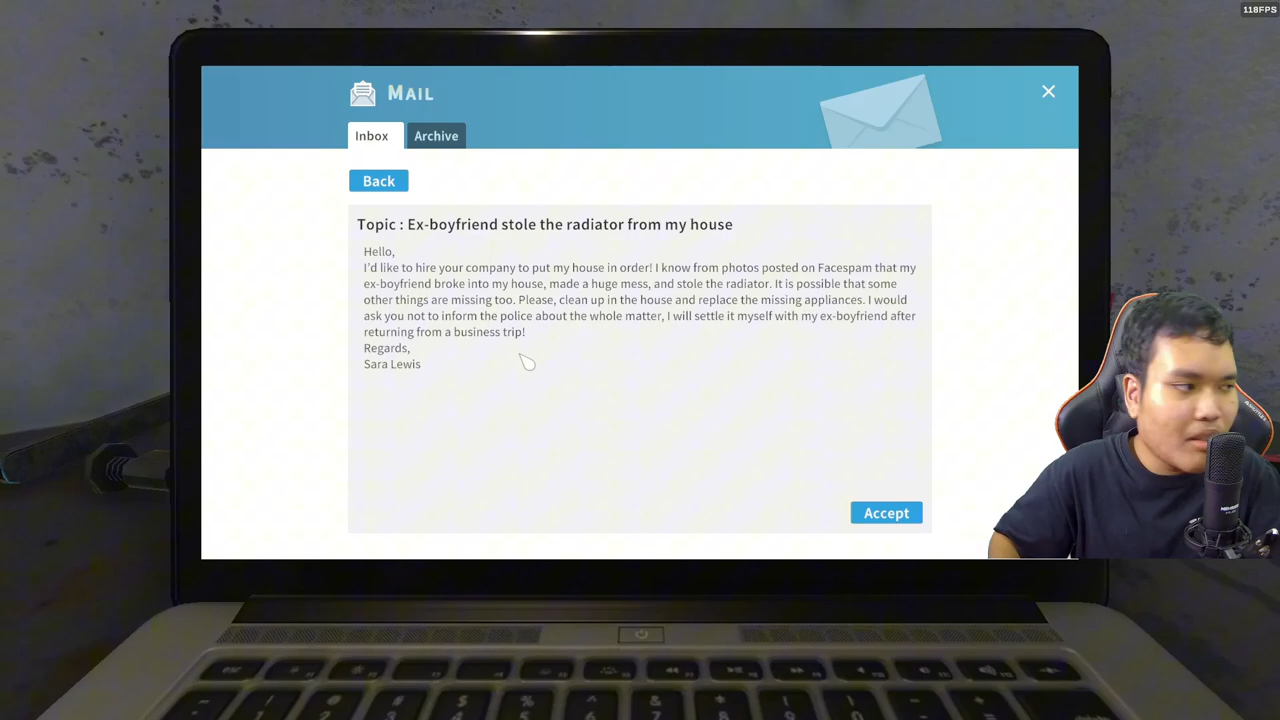 118FPS
MAIL
Inbox
Archive
Back
Topic : Ex-boyfriend stole the radiator from my house
Hello,
I'd like to hire your company to put my house in order! I know from photos posted on Facespam that my
ex-boyfriend broke into my house, made a huge mess, and stole the radiator. It is possible that some
other things are missing too. Please, clean up in the house and replace the missing appliances. I would
ask you not to inform the police about the whole matter, I will settle it myself with my ex-boyfriend after
returning from a business trip!
Regards,
Sara Lewis
Accept